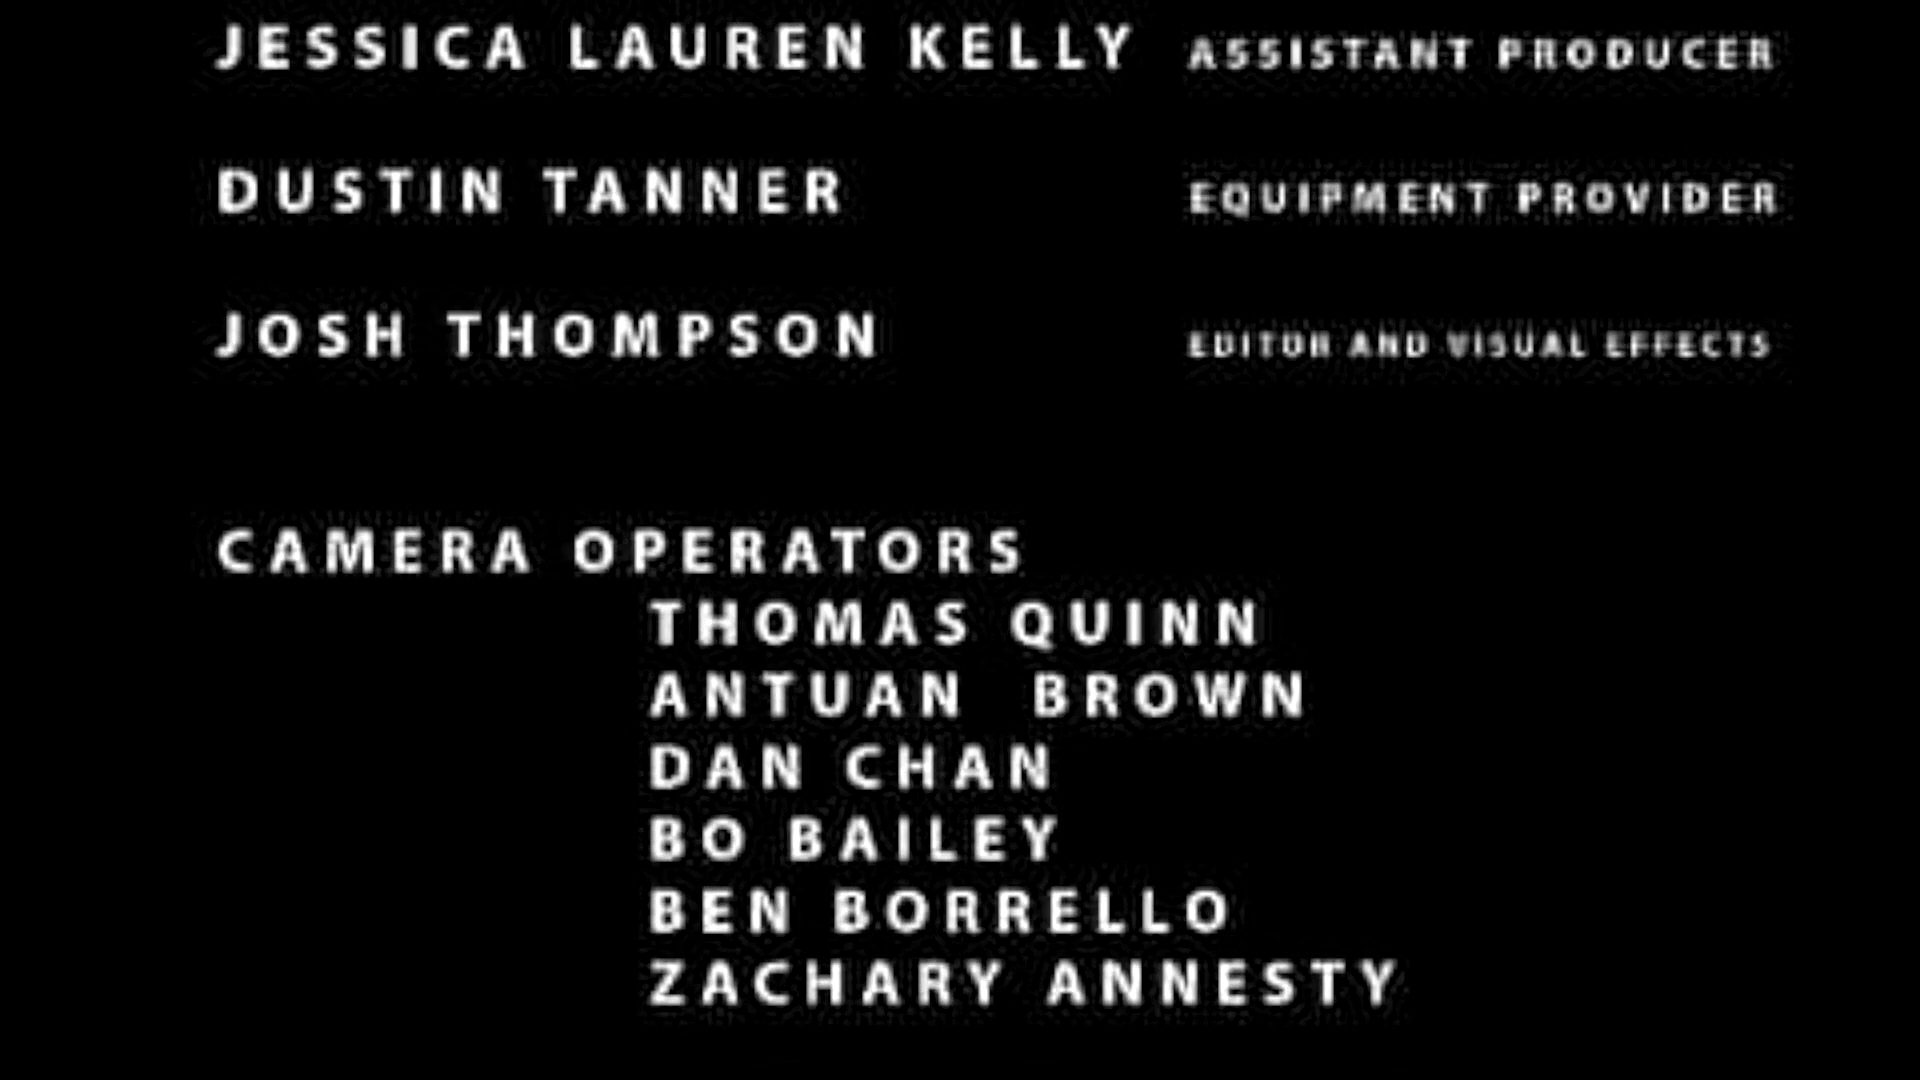 JESSICA LAUREN KELLY ASSISTANT PRODUCER
DUSTIN TANNER EQUIPMENT PROVIDER
JOSH THOMPSON EDITOR AND VISUAL EFFECTS
CAMERA OPERATORS
THOMAS QUINN
ANTUAN BROWN
DAN CHAN
BO BAILEY
BEN BORRELLO
ZACHARY ANNESTY